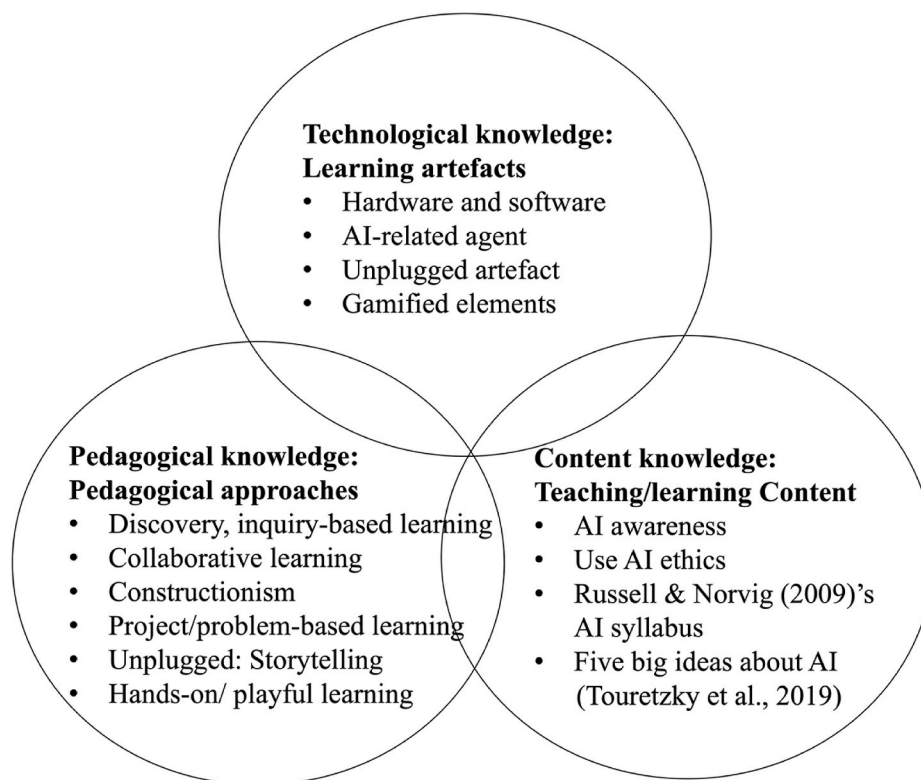 Technological knowledge:
Learning artefacts
• Hardware and software
• AI-related agent
• Unplugged artefact
• Gamified elements
Pedagogical knowledge:
Pedagogical approaches
• Discovery, inquiry-based learning
• Collaborative learning
• Constructionism
• Project/problem-based learning
• Unplugged: Storytelling
• Hands-on/ playful learning
Content knowledge:
Teaching/learning Content
• AI awareness
• Use AI ethics
• Russell & Norvig (2009)’s
AI syllabus
• Five big ideas about AI
(Touretzky et al., 2019)